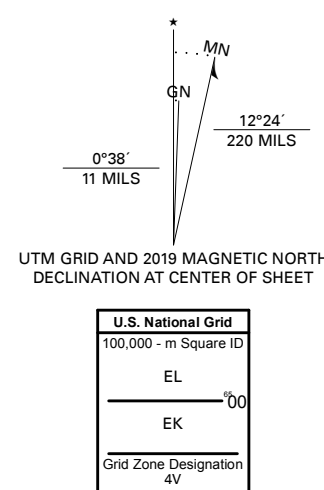 ★
MN
GN
0°38´
11 MILS
12°24´
220 MILS
UTM GRID AND 2019 MAGNETIC NORTH
DECLINATION AT CENTER OF SHEET
U.S. National Grid
100,000 - m Square ID
EL
6500
EK
Grid Zone Designation
4V